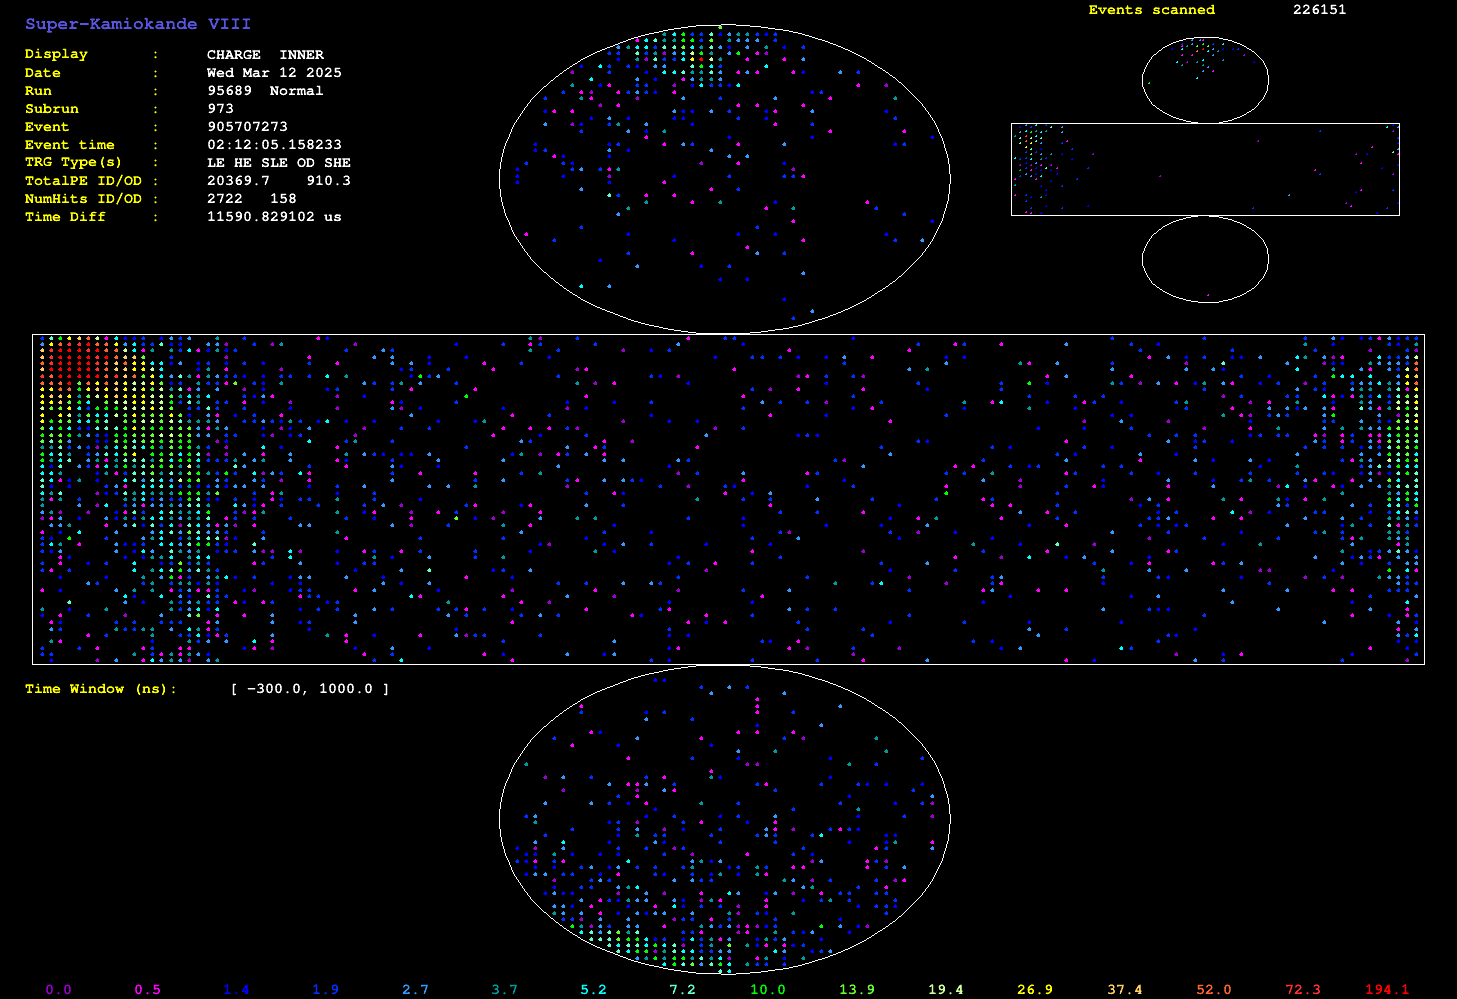 Super-Kamiokande VIII
Events scanned 226151
Display : CHARGE INNER
Date : Wed Mar 12 2025
Run : 95689 Normal
Subrun : 973
Event : 905707273
Event time : 02:12:05.158233
TRG Type(s) : LE HE SLE OD SHE
TotalPE ID/OD : 20369.7 910.3
NumHits ID/OD : 2722 158
Time Diff : 11590.829102 us
Time Window (ns): [ -300.0, 1000.0 ]
0.0 0.5 1.4 1.9 2.7 3.7 5.2 7.2 10.0 13.9 19.4 26.9 37.4 52.0 72.3 194.1